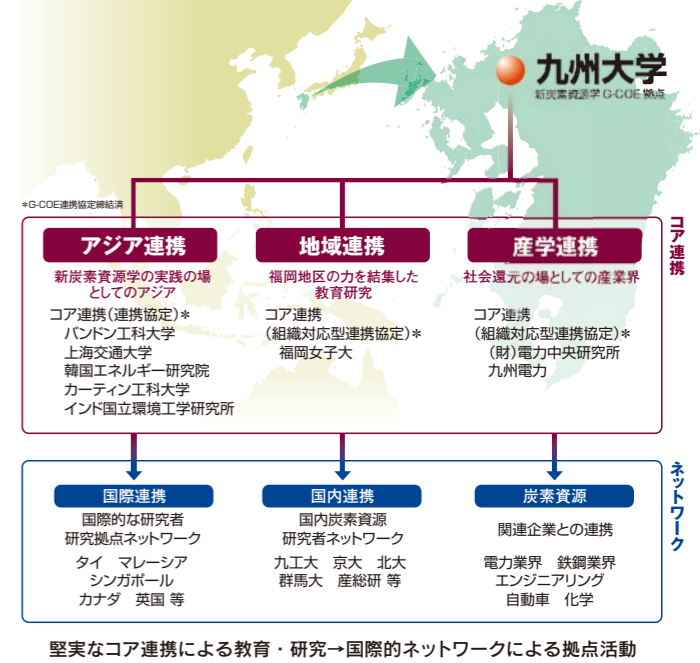 九州大学
新炭素資源学 G-COE 拠点
*G-COE連携協定締結済
コア連携
アジア連携
新炭素資源学の実践の場
としてのアジア
コア連携(連携協定)*
バンドン工科大学
上海交通大学
韓国エネルギー研究院
カーティン工科大学
インド国立環境工学研究所
地域連携
福岡地区の力を結集した
教育研究
コア連携
(組織対応型連携協定)*
福岡女子大
産学連携
社会還元の場としての産業界
コア連携
(組織対応型連携協定)*
(財)電力中央研究所
九州電力
ネットワーク
国際連携
国際的な研究者
研究拠点ネットワーク
タイ マレーシア
シンガポール
カナダ 英国 等
国内連携
国内炭素資源
研究者ネットワーク
九工大 京大 北大
群馬大 産総研 等
炭素資源
関連企業との連携
電力業界 鉄鋼業界
エンジニアリング
自動車 化学
堅実なコア連携による教育・研究→国際的ネットワークによる拠点活動